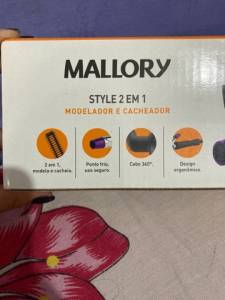 MALLORY
STYLE 2 EM 1
MODELADOR E CACHEADOR
2 em 1,
modela e cacheia.
Ponta fria,
uso seguro.
Cabo 360°.
Design
ergonômico.